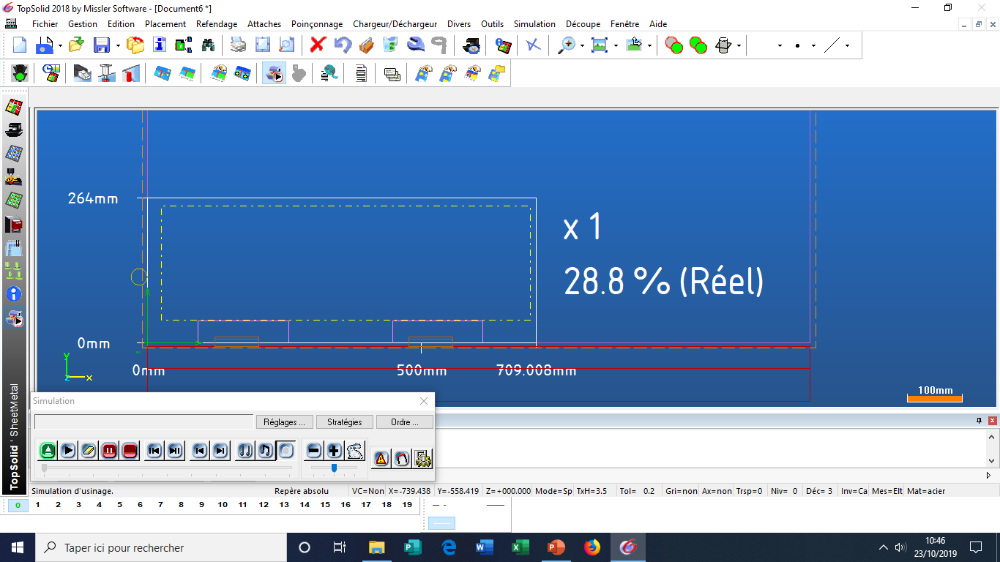 TopSolid 2018 by Missler Software - [Document6 *]
Fichier Gestion Edition Placement Refendage Attaches Poinçonnage Chargeur/Déchargeur Divers Outils Simulation Découpe Fenêtre Aide
264mm
x 1
28.8 % (Réel)
0mm
Y
X
Z
0mm 500mm 709.008mm
100mm
TopSolid ' SheetMetal
Simulation
Réglages ... Stratégies Ordre ...
Simulation d'usinage. Repère absolu VC=Non X=-739.438 Y=-558.419 Z=+000.000 Mode=Sp TxH=3.5 Tol= 0.2 Gri=non Ax=non Trsp=0 Niv= 0 Déc= 3 Inv=Ca Mes=Elt Mat=acier
0 1 2 3 4 5 6 7 8 9 10 11 12 13 14 15 16 17 18 19
Taper ici pour rechercher
10:46
23/10/2019